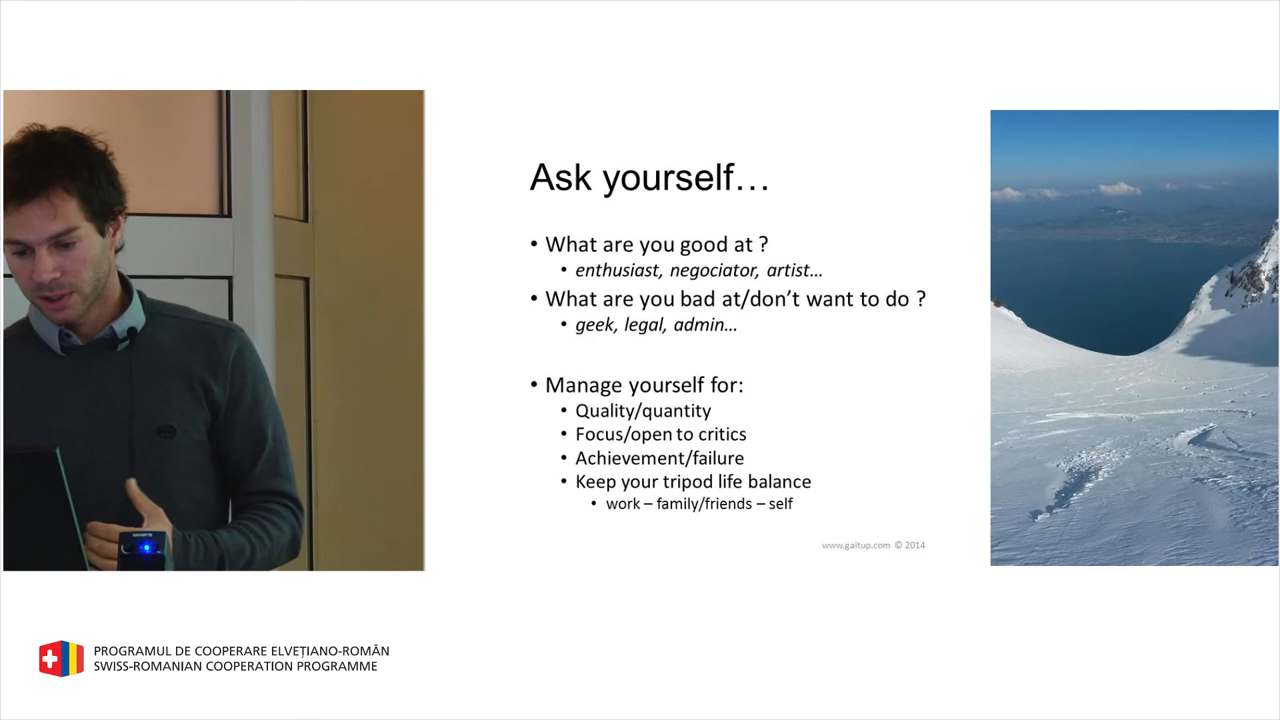 Ask yourself…
• What are you good at ?
• enthusiast, negociator, artist…
• What are you bad at/don’t want to do ?
• geek, legal, admin…
• Manage yourself for:
• Quality/quantity
• Focus/open to critics
• Achievement/failure
• Keep your tripod life balance
• work – family/friends – self
www.gaitup.com © 2014
PROGRAMUL DE COOPERARE ELVEȚIANO-ROMÂN
SWISS-ROMANIAN COOPERATION PROGRAMME